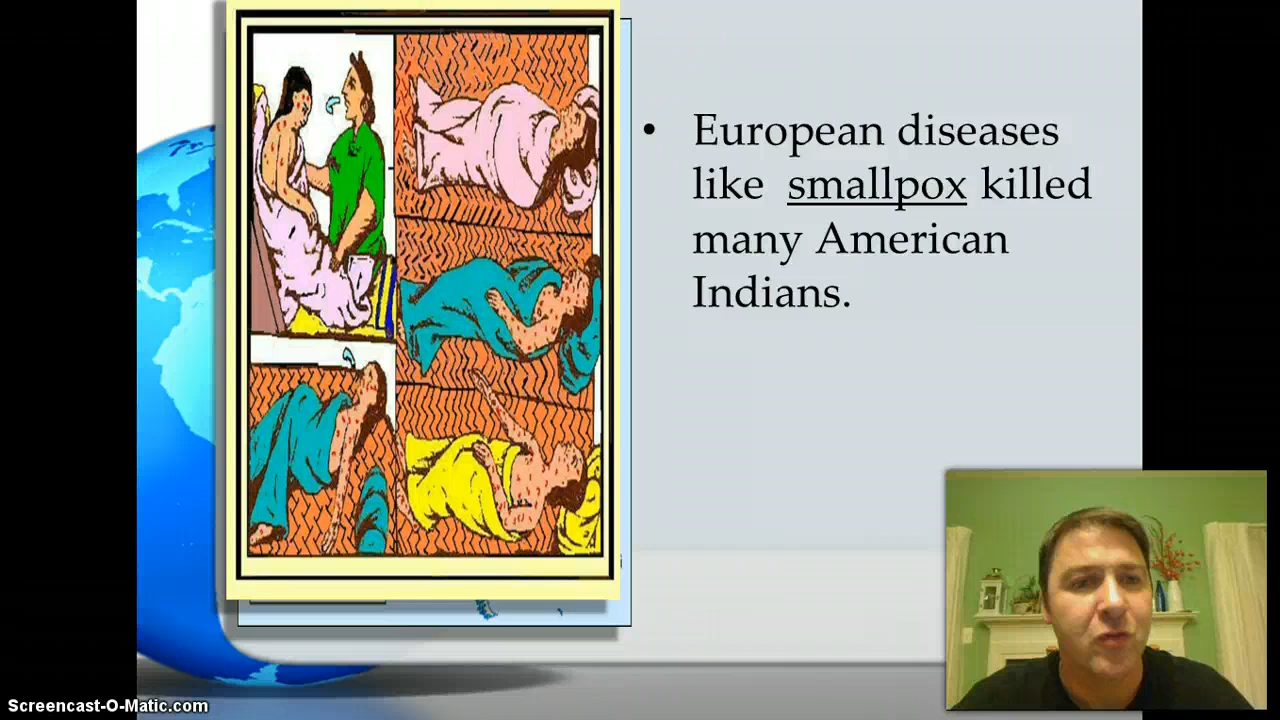 • European diseases
like smallpox killed
many American
Indians.
Screencast-O-Matic.com